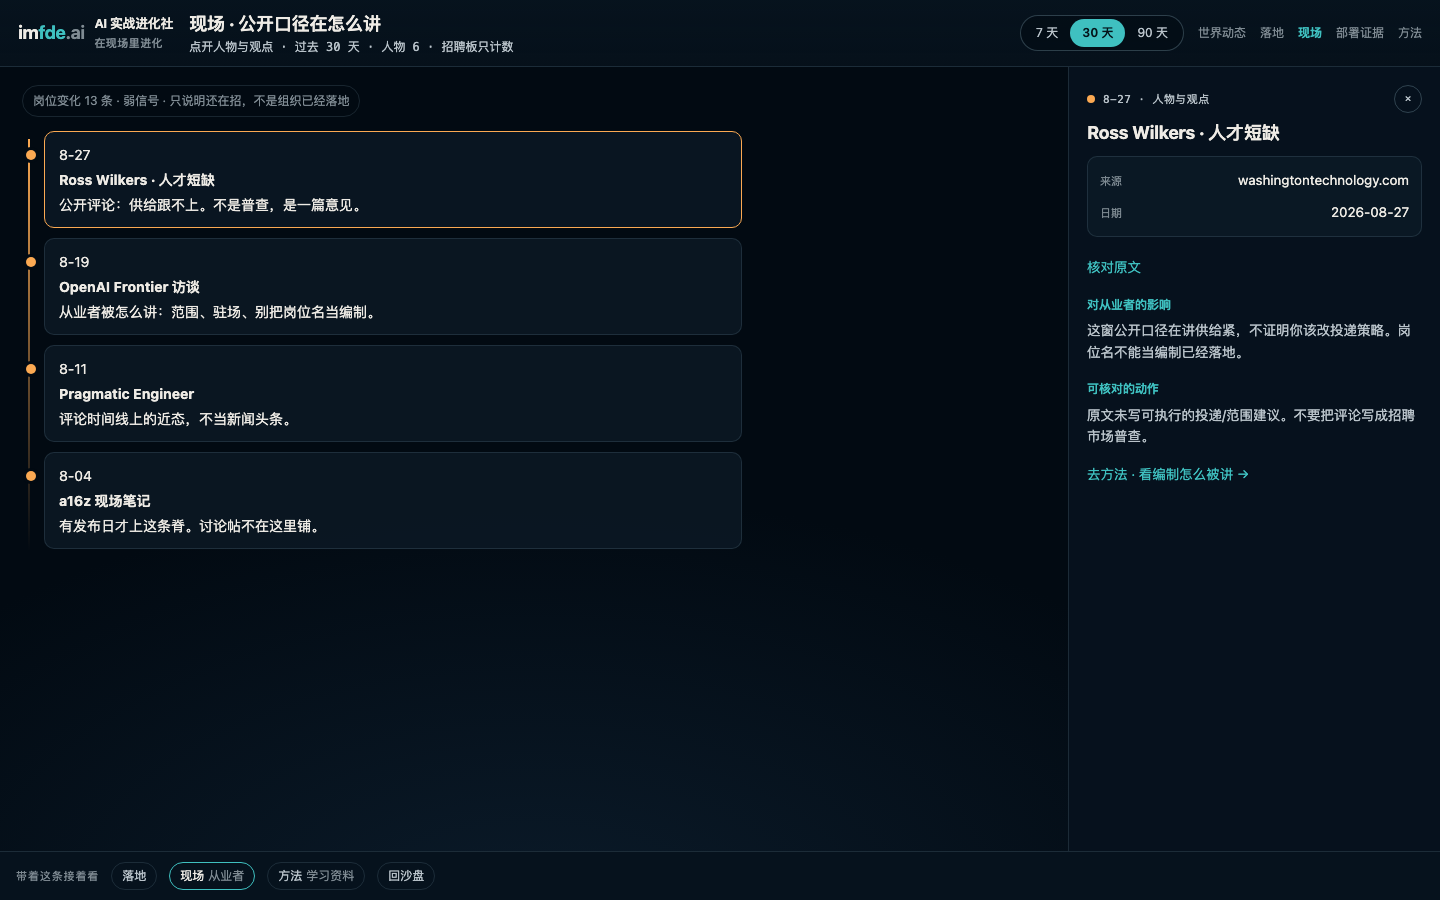 imfde.ai
AI 实战进化社
在现场里进化
现场 · 公开口径在怎么讲
点开人物与观点 · 过去 30 天 · 人物 6 · 招聘板只计数
7 天 30 天 90 天
世界动态 落地 现场 部署证据 方法
岗位变化 13 条 · 弱信号 · 只说明还在招，不是组织已经落地
8-27
Ross Wilkers · 人才短缺
公开评论：供给跟不上。不是普查，是一篇意见。
8-19
OpenAI Frontier 访谈
从业者被怎么讲：范围、驻场、别把岗位名当编制。
8-11
Pragmatic Engineer
评论时间线上的近态，不当新闻头条。
8-04
a16z 现场笔记
有发布日才上这条脊。讨论帖不在这里铺。
8-27 · 人物与观点
×
Ross Wilkers · 人才短缺
来源 washingtontechnology.com
日期 2026-08-27
核对原文
对从业者的影响
这窗公开口径在讲供给紧，不证明你该改投递策略。岗
位名不能当编制已经落地。
可核对的动作
原文未写可执行的投递/范围建议。不要把评论写成招聘
市场普查。
去方法 · 看编制怎么被讲 →
带着这条接着看 落地 现场 从业者 方法 学习资料 回沙盘